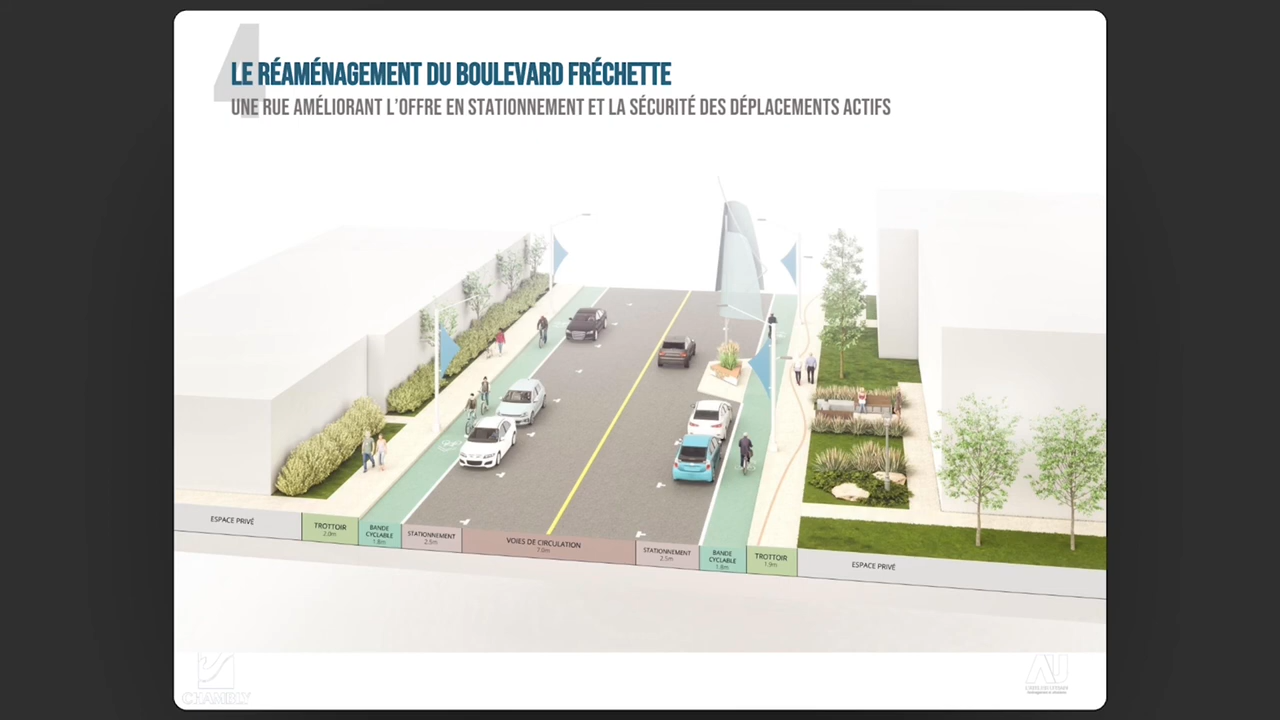 4
LE RÉAMÉNAGEMENT DU BOULEVARD FRÉCHETTE
UNE RUE AMÉLIORANT L'OFFRE EN STATIONNEMENT ET LA SÉCURITÉ DES DÉPLACEMENTS ACTIFS
ESPACE PRIVÉ
TROTTOIR
2.0m
BANDE
CYCLABLE
1.8m
STATIONNEMENT
2.5m
VOIES DE CIRCULATION
7.0m
STATIONNEMENT
2.5m
BANDE
CYCLABLE
1.8m
TROTTOIR
1.9m
ESPACE PRIVÉ
CHAMBLY
AU